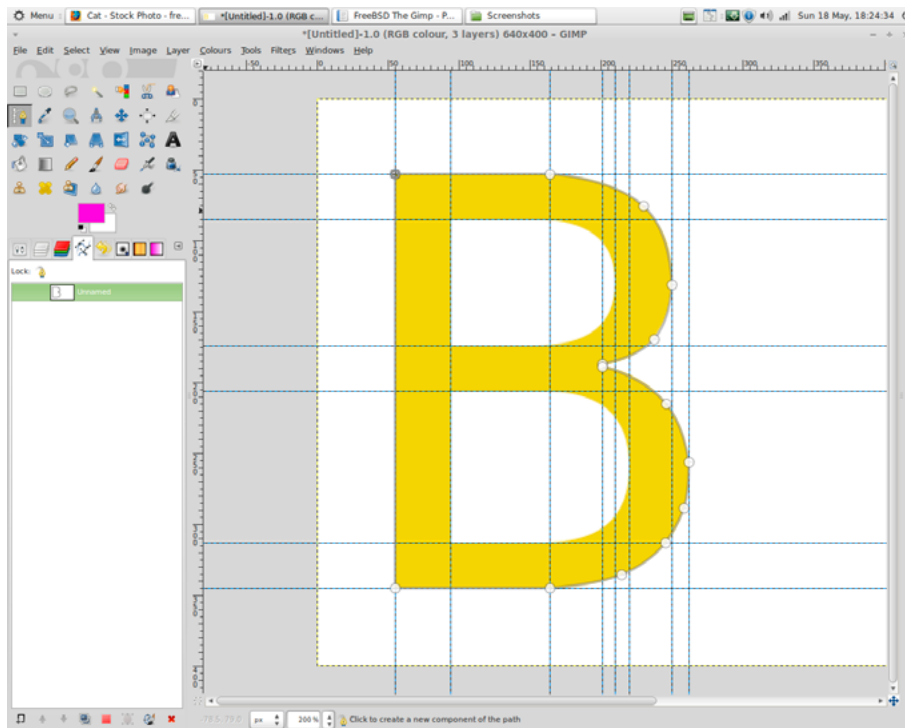 Menu Cat - Stock Photo - fre... *[Untitled]-1.0 (RGB c... FreeBSD The Gimp - P... Screenshots Sun 18 May, 18:24:34
*[Untitled]-1.0 (RGB colour, 3 layers) 640x400 – GIMP
File Edit Select View Image Layer Colours Tools Filters Windows Help
50 0 50 100 150 200 250 300 350
Lock:
Unnamed
B
px 200% Click to create a new component of the path